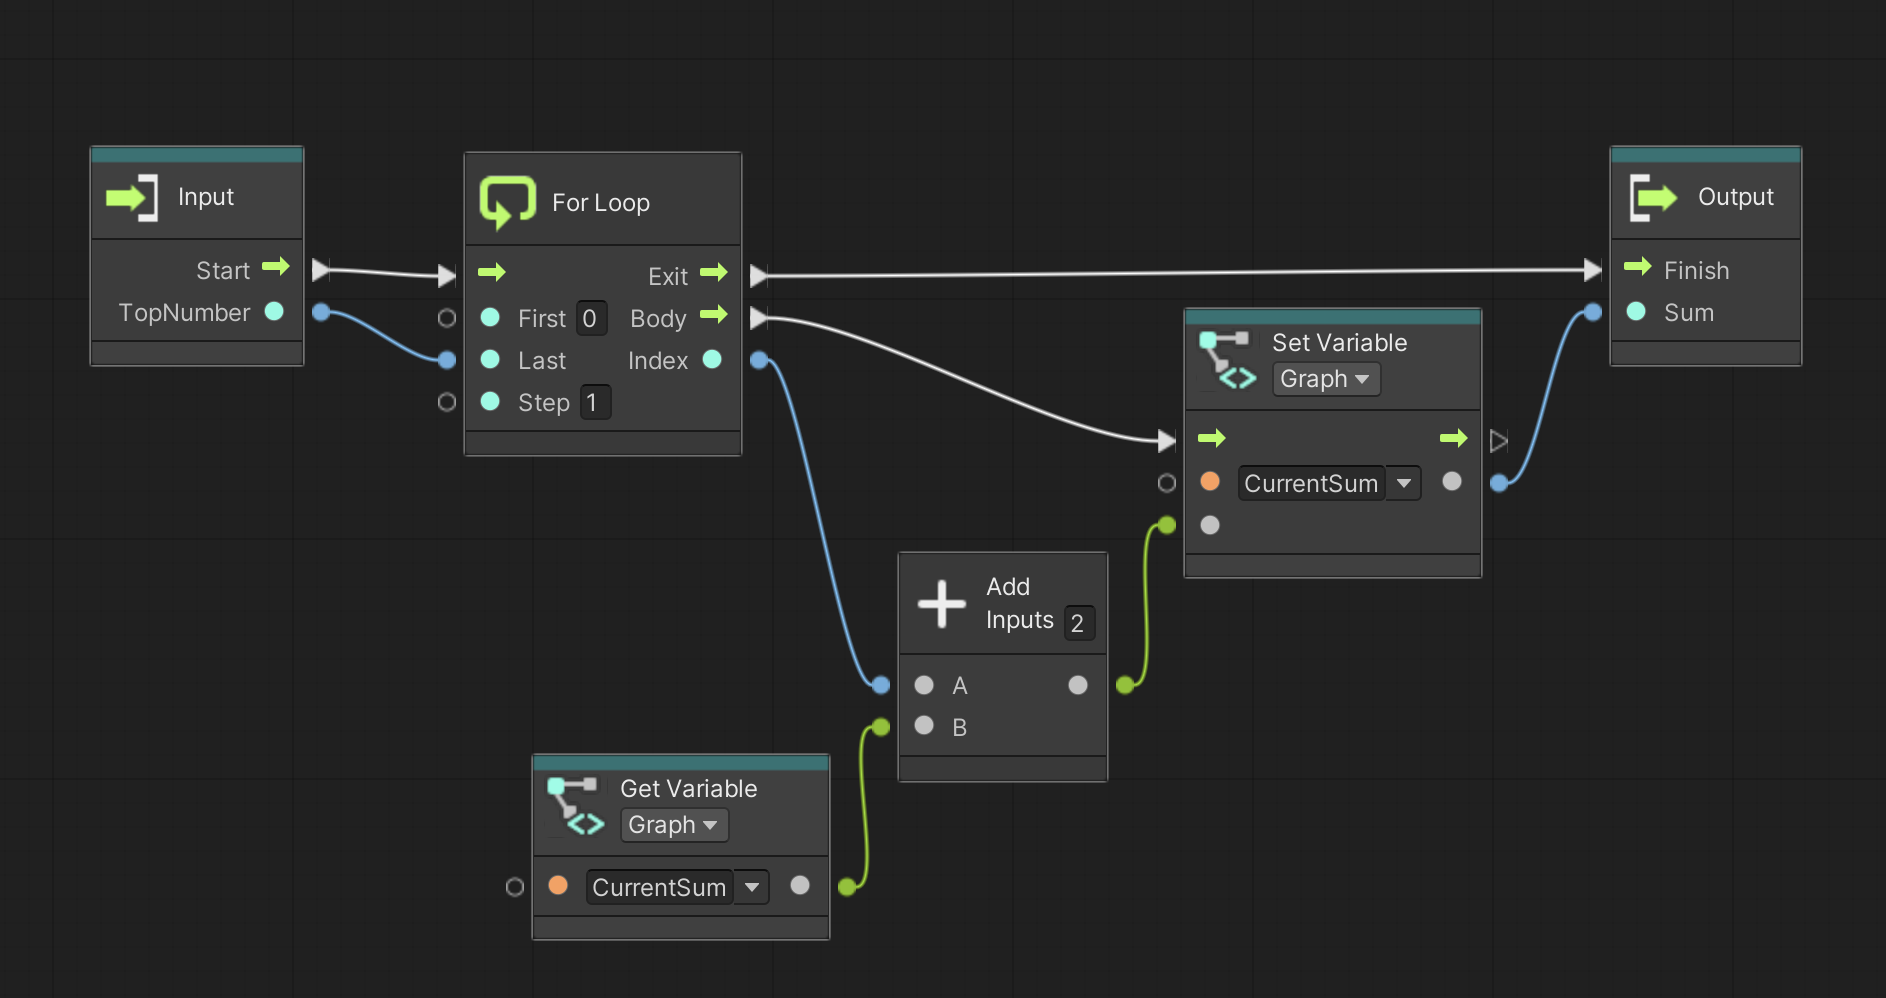 Input
Start
TopNumber
For Loop
Exit
First 0 Body
Last Index
Step 1
Set Variable
Graph
CurrentSum
Output
Finish
Sum
Add
Inputs 2
A
B
Get Variable
Graph
CurrentSum